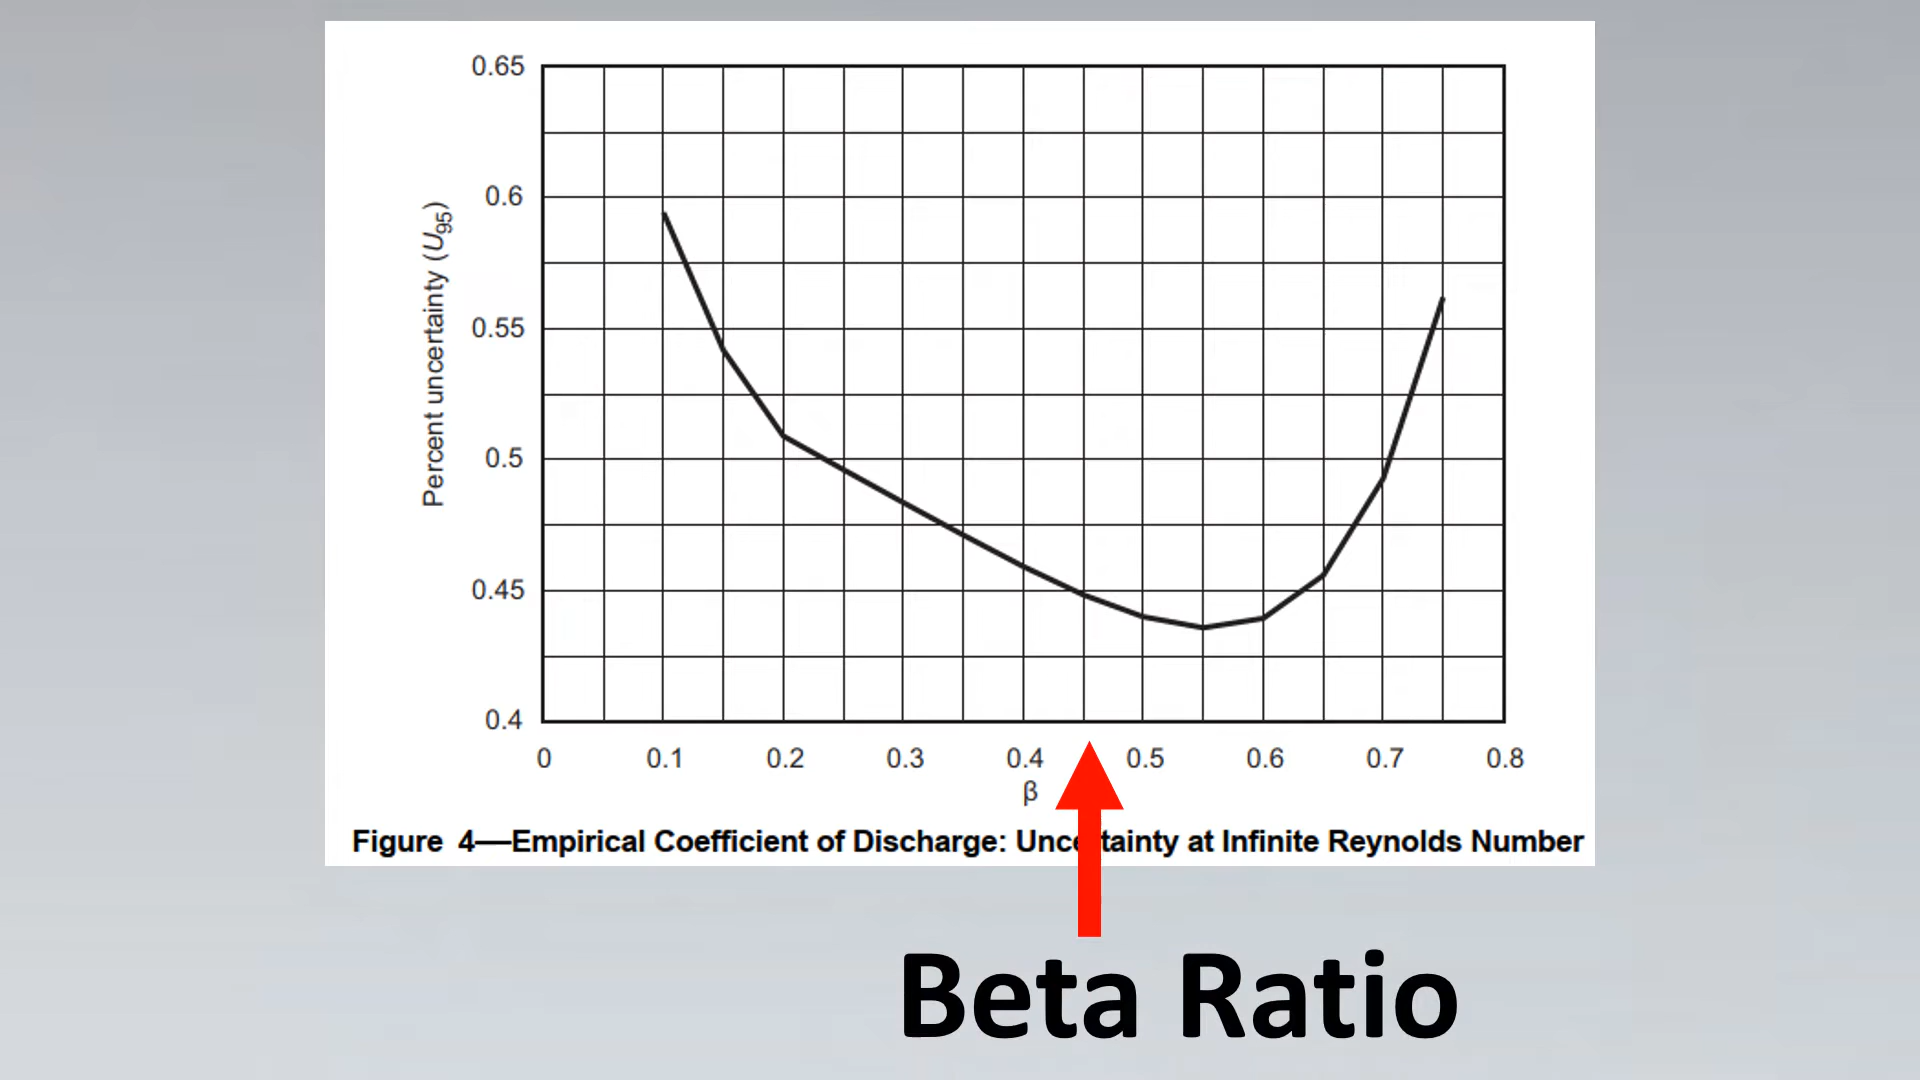 0.65
0.6
0.55
0.5
0.45
0.4
Percent uncertainty (U95)
0 0.1 0.2 0.3 0.4 0.5 0.6 0.7 0.8
β
Figure 4—Empirical Coefficient of Discharge: Unce tainty at Infinite Reynolds Number
Beta Ratio